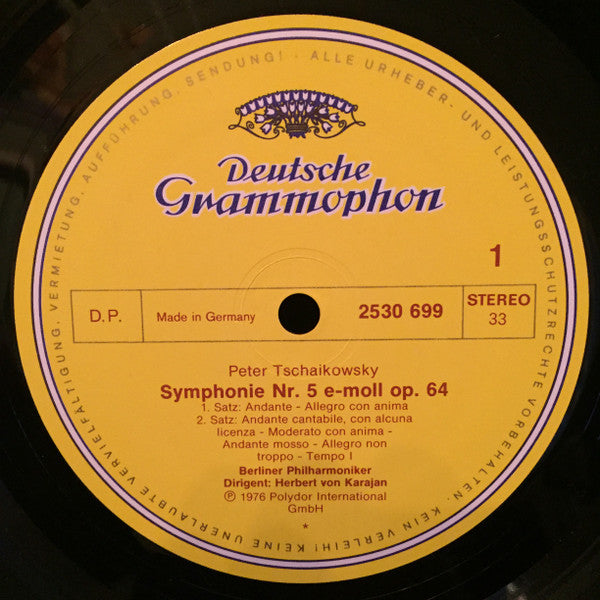 ALLE URHEBER- UND LEISTUNGSSCHUTZRECHTE VORBEHALTEN · KEIN VERLEIH! KEINE UNERLAUBTE VERVIELFÄLTIGUNG, VERMIETUNG, AUFFÜHRUNG, SENDUNG! ·
Deutsche
Grammophon
1
D.P. Made in Germany 2530 699 STEREO
33
Peter Tschaikowsky
Symphonie Nr. 5 e-moll op. 64
1. Satz: Andante - Allegro con anima
2. Satz: Andante cantabile, con alcuna
licenza - Moderato con anima -
Andante mosso - Allegro non
troppo - Tempo I
Berliner Philharmoniker
Dirigent: Herbert von Karajan
℗ 1976 Polydor International
GmbH
*